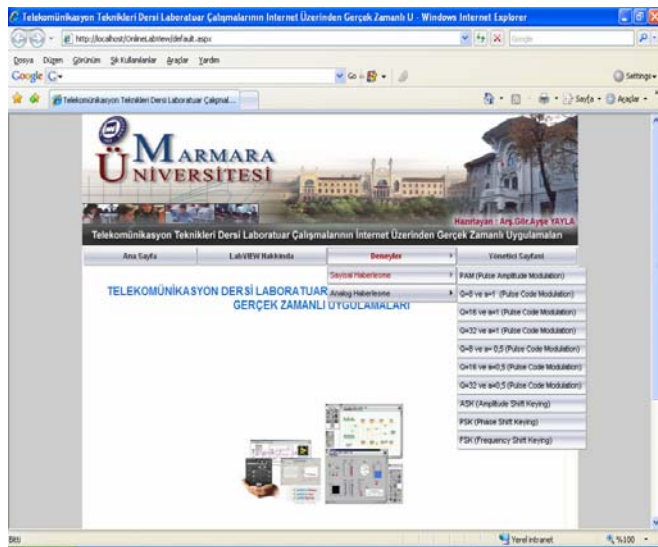 Telekomünikasyon Teknikleri Dersi Laboratuar Çalışmalarının Internet Üzerinden Gerçek Zamanlı U - Windows Internet Explorer
http://localhost/OnlineLabView/default.aspx
Google
Dosya Düzen Görünüm Sık Kullanılanlar Araçlar Yardım
Google G Go Settings
Telekomünikasyon Teknikleri Dersi Laboratuar Çalışmal... Sayfa Araçlar
MARMARA
ÜNİVERSİTESİ
Hazırlayan : Arş.Gör.Ayşe YAYLA
Telekomünikasyon Teknikleri Dersi Laboratuar Çalışmalarının İnternet Üzerinden Gerçek Zamanlı Uygulamaları
Ana Sayfa LabVIEW Hakkında Deneyler Yönetici Sayfasi
Sayısal Haberleşme
Analog Haberleşme
PAM (Pulse Amplitude Modulation)
Q=8 ve a=1 (Pulse Code Modulation)
Q=16 ve a=1 (Pulse Code Modulation)
Q=32 ve a=1 (Pulse Code Modulation)
Q=8 ve a= 0,5 (Pulse Code Modulation)
Q=16 ve a=0,5 (Pulse Code Modulation)
Q=32 ve a=0,5 (Pulse Code Modulation)
ASK (Amplitude Shift Keying)
PSK (Phase Shift Keying)
FSK (Frequency Shift Keying)
TELEKOMÜNİKASYON DERSİ LABORATUAR
GERÇEK ZAMANLI UYGULAMALARI
Bitti Yerel intranet %100